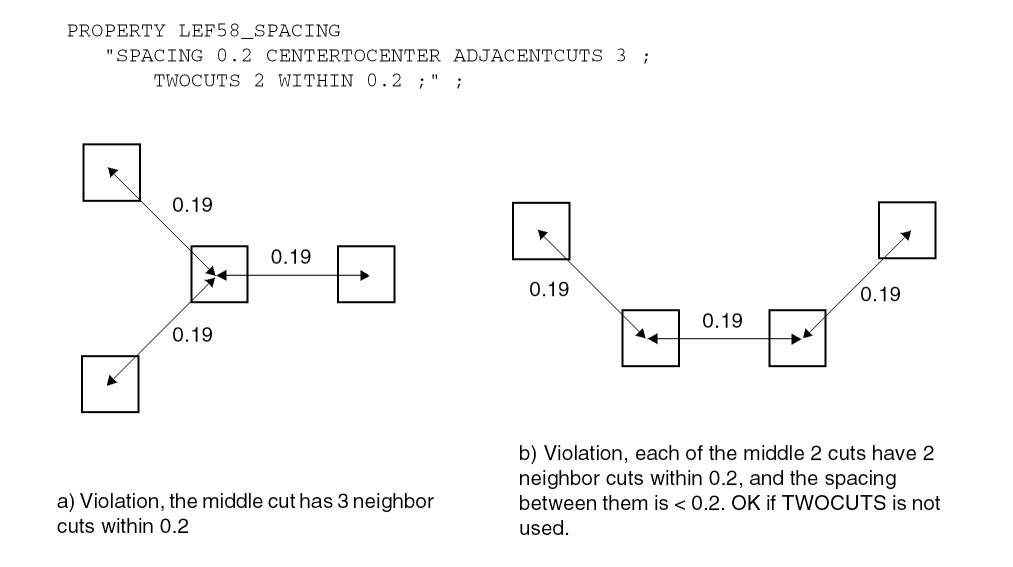 PROPERTY LEF58_SPACING
"SPACING 0.2 CENTERTOCENTER ADJACENTCUTS 3 ;
TWOCUTS 2 WITHIN 0.2 ;" ;
0.19
0.19
0.19
0.19
0.19
0.19
a) Violation, the middle cut has 3 neighbor
cuts within 0.2
b) Violation, each of the middle 2 cuts have 2
neighbor cuts within 0.2, and the spacing
between them is < 0.2. OK if TWOCUTS is not
used.